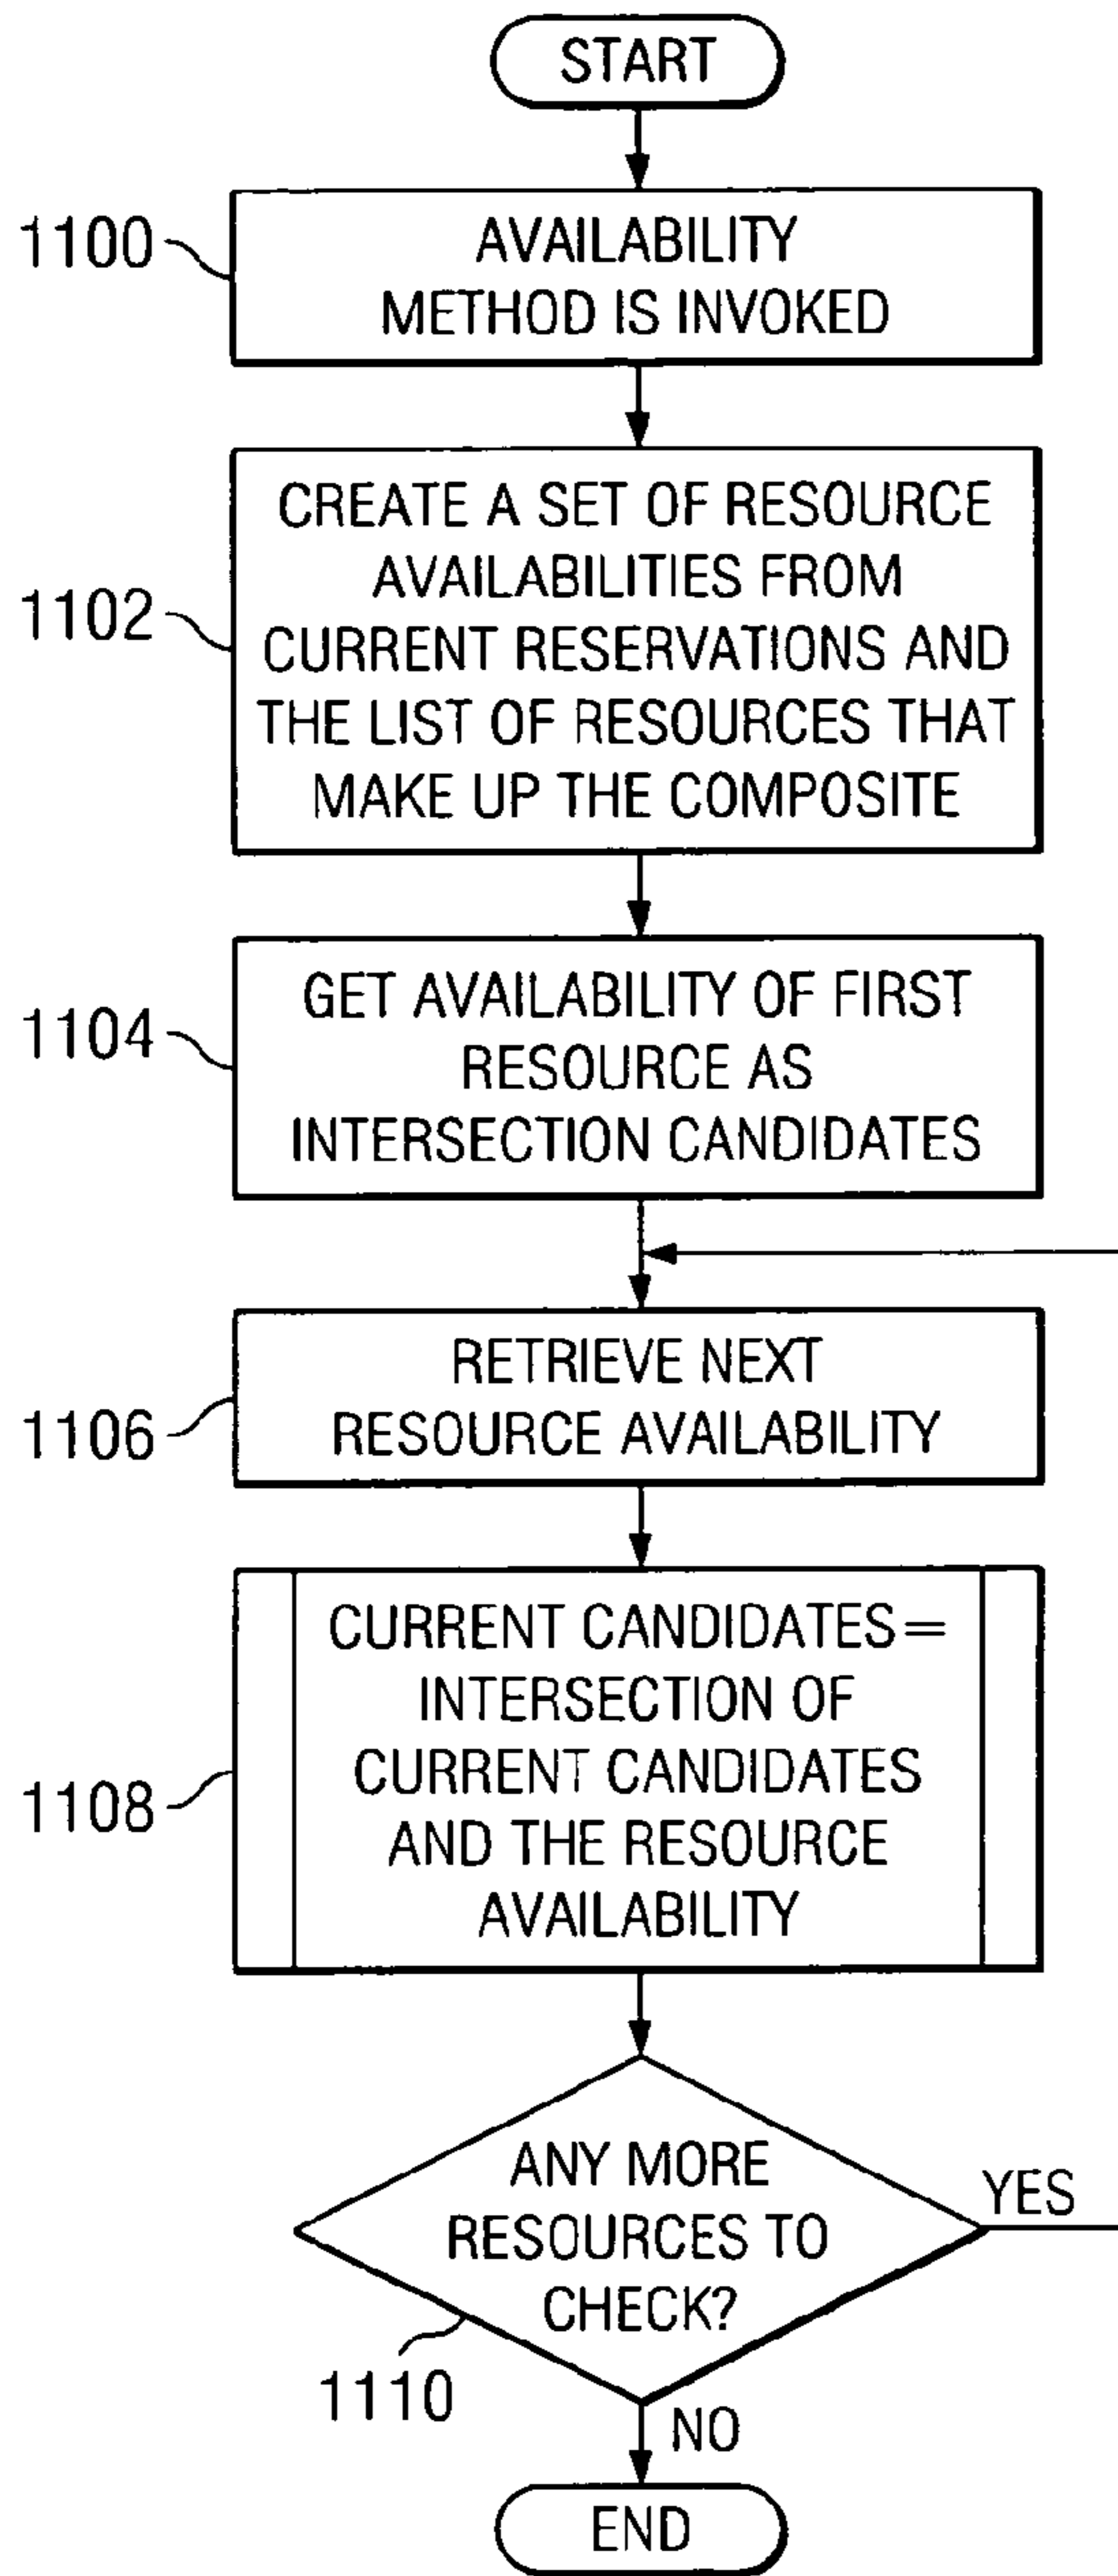 START
1100
AVAILABILITY
METHOD IS INVOKED
1102
CREATE A SET OF RESOURCE
AVAILABILITIES FROM
CURRENT RESERVATIONS AND
THE LIST OF RESOURCES THAT
MAKE UP THE COMPOSITE
1104
GET AVAILABILITY OF FIRST
RESOURCE AS
INTERSECTION CANDIDATES
1106
RETRIEVE NEXT
RESOURCE AVAILABILITY
1108
CURRENT CANDIDATES=
INTERSECTION OF
CURRENT CANDIDATES
AND THE RESOURCE
AVAILABILITY
ANY MORE
RESOURCES TO
CHECK?
YES
1110
NO
END